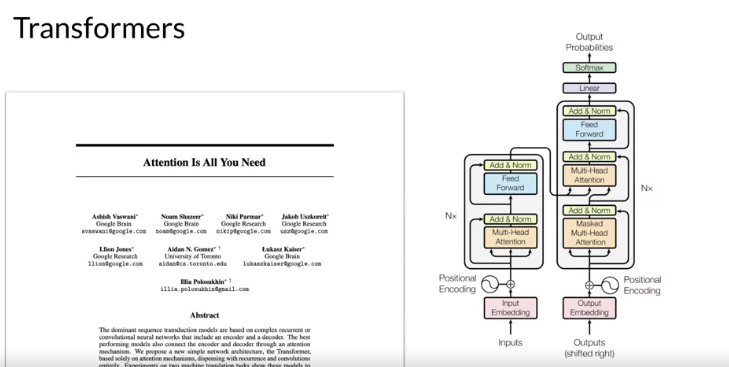 Transformers
Attention Is All You Need
Ashish Vaswani*
Google Brain
avaswani@google.com
Noam Shazeer*
Google Brain
noam@google.com
Niki Parmar*
Google Research
nikip@google.com
Jakob Uszkoreit*
Google Research
usz@google.com
Llion Jones*
Google Research
llion@google.com
Aidan N. Gomez* †
University of Toronto
aidan@cs.toronto.edu
Łukasz Kaiser*
Google Brain
lukaszkaiser@google.com
Illia Polosukhin* ‡
illia.polosukhin@gmail.com
Abstract
The dominant sequence transduction models are based on complex recurrent or
convolutional neural networks that include an encoder and a decoder. The best
performing models also connect the encoder and decoder through an attention
mechanism. We propose a new simple network architecture, the Transformer,
based solely on attention mechanisms, dispensing with recurrence and convolutions
entirely. Experiments on two machine translation tasks show these models to
Output
Probabilities
Softmax
Linear
Add & Norm
Feed
Forward
Add & Norm
Multi-Head
Attention
Add & Norm
Masked
Multi-Head
Attention
N×
Positional
Encoding
Output
Embedding
Outputs
(shifted right)
Add & Norm
Feed
Forward
N×
Add & Norm
Multi-Head
Attention
Positional
Encoding
Input
Embedding
Inputs